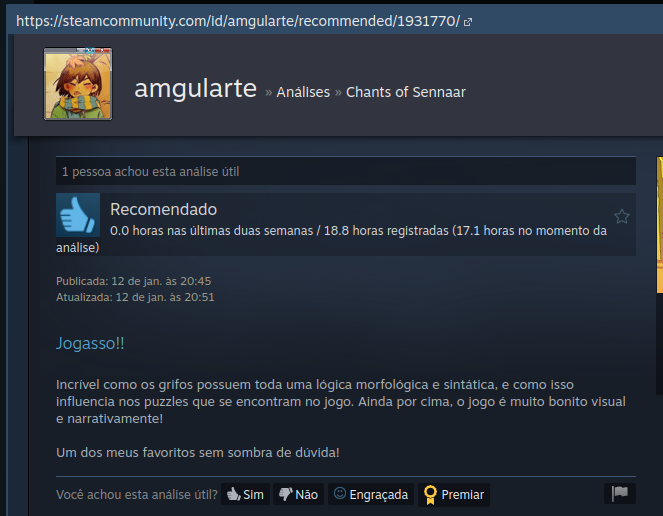 https://steamcommunity.com/id/amgularte/recommended/1931770/
amgularte » Análises » Chants of Sennaar
1 pessoa achou esta análise útil
Recomendado
0.0 horas nas últimas duas semanas / 18.8 horas registradas (17.1 horas no momento da
análise)
Publicada: 12 de jan. às 20:45
Atualizada: 12 de jan. às 20:51
Jogasso!!
Incrível como os grifos possuem toda uma lógica morfológica e sintática, e como isso
influencia nos puzzles que se encontram no jogo. Ainda por cima, o jogo é muito bonito visual
e narrativamente!
Um dos meus favoritos sem sombra de dúvida!
Você achou esta análise útil? Sim Não Engraçada Premiar